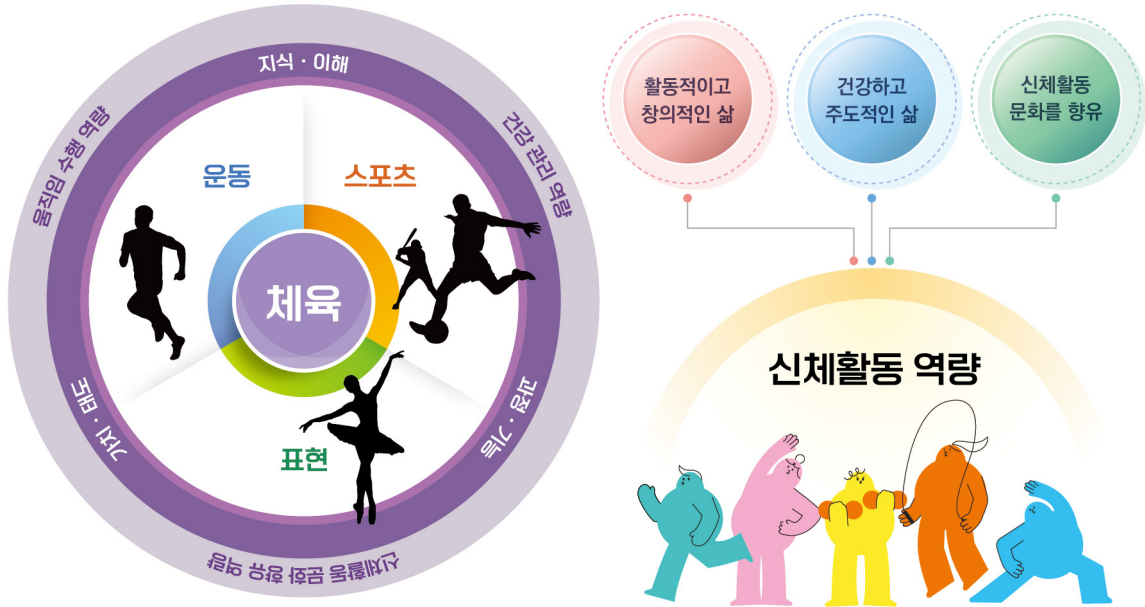 지식 · 이해
움직임 수행 역량
건강 관리 역량
운동
스포츠
체육
표현
가치 · 태도
과정 · 기능
신체활동 문화 향유 역량
활동적이고
창의적인 삶
건강하고
주도적인 삶
신체활동
문화를 향유
신체활동 역량